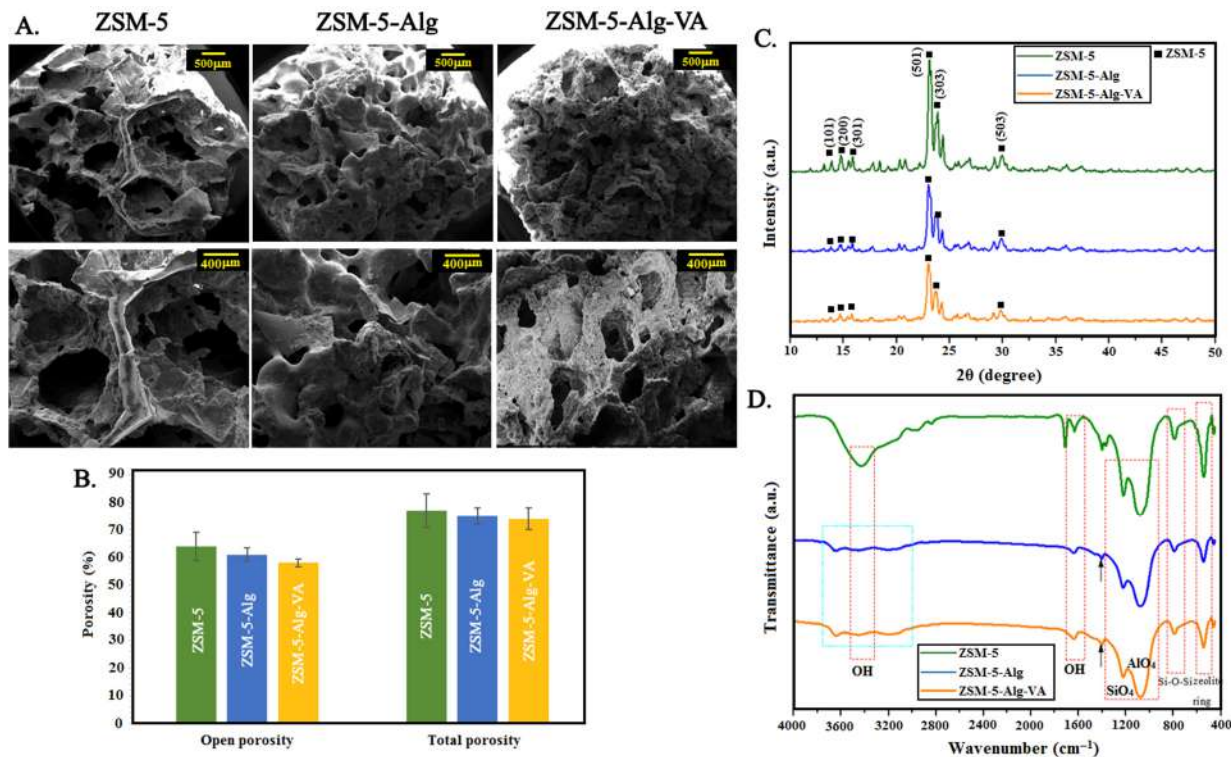 A.
ZSM-5 ZSM-5-Alg ZSM-5-Alg-VA
500μm 500μm 500μm
400μm 400μm 400μm
B.
90
80
70
60
50
40
30
20
10
0
Porosity (%)
ZSM-5
ZSM-5-Alg
ZSM-5-Alg-VA
ZSM-5
ZSM-5-Alg
ZSM-5-Alg-VA
Open porosity Total porosity
C.
ZSM-5
ZSM-5-Alg
ZSM-5-Alg-VA
■ ZSM-5
(101)
(200)
(301)
(501)
(303)
(503)
Intensity (a.u.)
10 15 20 25 30 35 40 45 50
2θ (degree)
D.
Transmittance (a.u.)
OH
OH
SiO₄
AlO₄
Si-O-Si
zeolite
ring
ZSM-5
ZSM-5-Alg
ZSM-5-Alg-VA
4000 3600 3200 2800 2400 2000 1600 1200 800 400
Wavenumber (cm⁻¹)